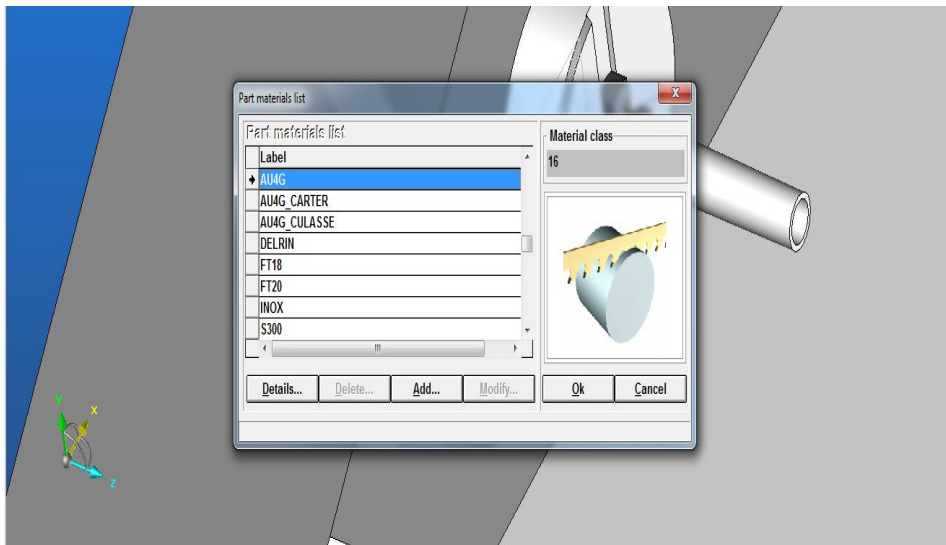 Part materials list
X
Part materials list
Label
AU4G
AU4G_CARTER
AU4G_CULASSE
DELRIN
FT18
FT20
INOX
S300
Material class
16
Details...
Delete...
Add...
Modify...
Ok
Cancel
Y
X
Z